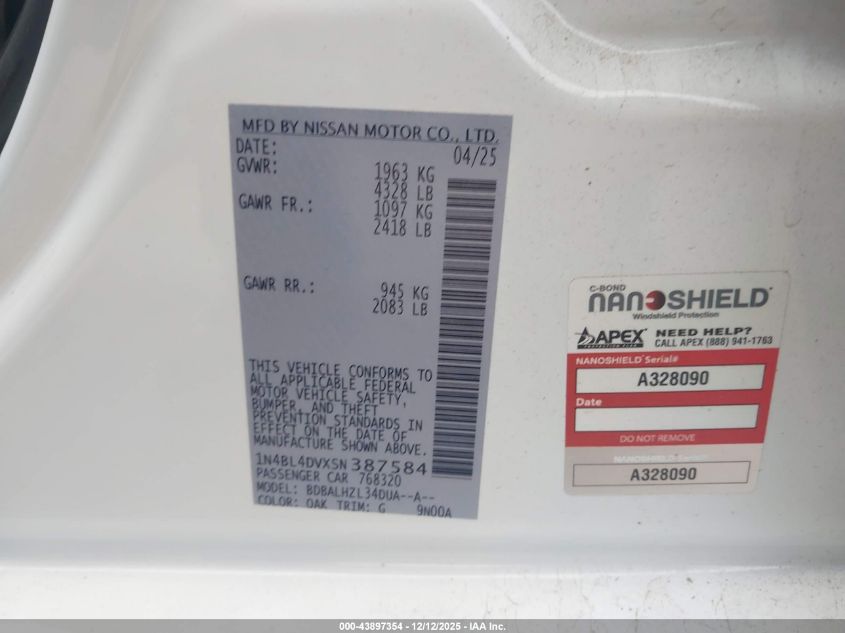 MFD BY NISSAN MOTOR CO., LTD.
DATE: 04/25
GVWR: 1963 KG
4328 LB
GAWR FR.: 1097 KG
2418 LB
GAWR RR.: 945 KG
2083 LB
THIS VEHICLE CONFORMS TO
ALL APPLICABLE FEDERAL
MOTOR VEHICLE SAFETY,
BUMPER, AND THEFT
PREVENTION STANDARDS IN
EFFECT ON THE DATE OF
MANUFACTURE SHOWN ABOVE.
1N4BL4DVXSN387584
PASSENGER CAR 768320
MODEL: BDBALHZL34DUA--A--
COLOR: QAK TRIM: G 9N00A
C-BOND
NANOSHIELD
Windshield Protection
APEX
NEED HELP?
CALL APEX (888) 941-1763
NANOSHIELD Serial#
A328090
Date
DO NOT REMOVE
NANOSHIELD Serial#
A328090
000-43897354 - 12/12/2025 - IAA Inc.